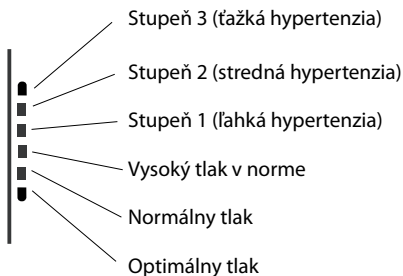 Stupeň 3 (ťažká hypertenzia)
Stupeň 2 (stredná hypertenzia)
Stupeň 1 (ľahká hypertenzia)
Vysoký tlak v norme
Normálny tlak
Optimálny tlak